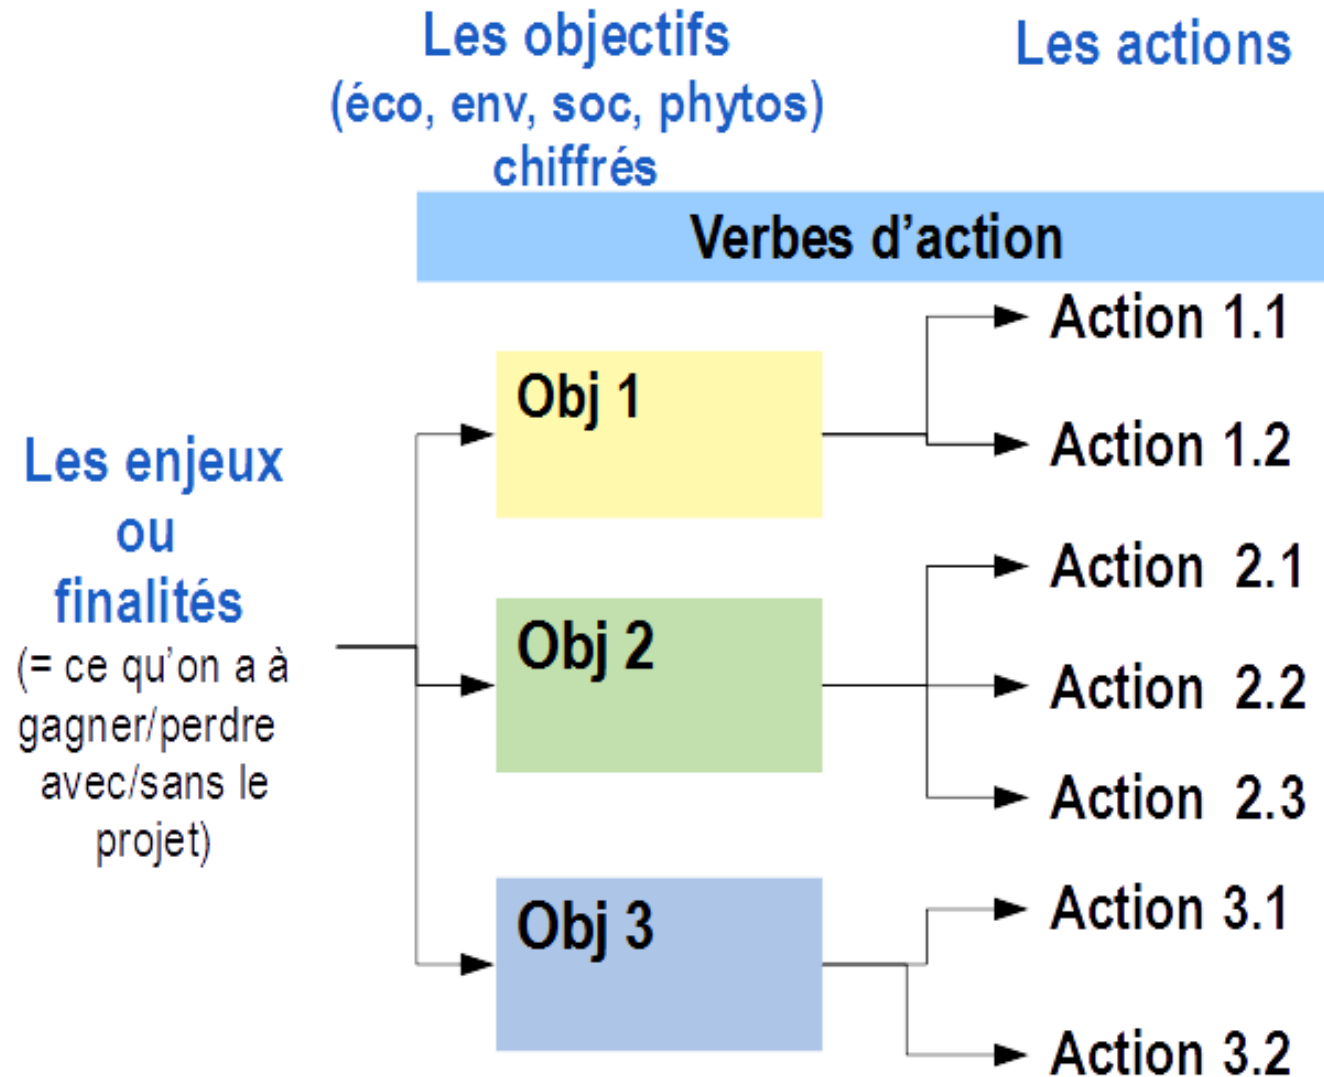 Les objectifs
(éco, env, soc, phytos)
chiffrés
Les actions
Verbes d’action
Les enjeux
ou
finalités
(= ce qu’on a à
gagner/perdre
avec/sans le
projet)
Obj 1
Action 1.1
Action 1.2
Obj 2
Action 2.1
Action 2.2
Action 2.3
Obj 3
Action 3.1
Action 3.2